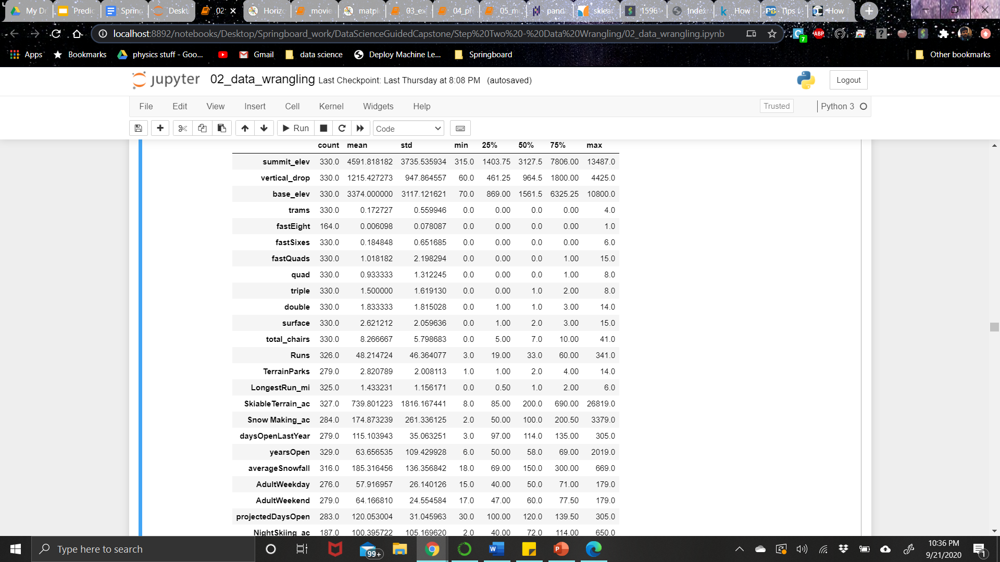 My Dr Predic Spring Deskt 02 Horiz movie matpl 03_e 04_p 05_m pand sklea 1596 Index How Tips How
localhost:8892/notebooks/Desktop/Springboard_work/DataScienceGuidedCapstone/Step%20Two%20-%20Data%20Wrangling/02_data_wrangling.ipynb 7 ABP
Apps Bookmarks physics stuff - Goo... Gmail data science Deploy Machine Le... Springboard Other bookmarks
jupyter 02_data_wrangling Last Checkpoint: Last Thursday at 8:08 PM (autosaved) Logout
File Edit View Insert Cell Kernel Widgets Help Trusted Python 3
Run Code
count mean std min 25% 50% 75% max
summit_elev 330.0 4591.818182 3735.535934 315.0 1403.75 3127.5 7806.00 13487.0
vertical_drop 330.0 1215.427273 947.864557 60.0 461.25 964.5 1800.00 4425.0
base_elev 330.0 3374.000000 3117.121621 70.0 869.00 1561.5 6325.25 10800.0
trams 330.0 0.172727 0.559946 0.0 0.00 0.0 0.00 4.0
fastEight 164.0 0.006098 0.078087 0.0 0.00 0.0 0.00 1.0
fastSixes 330.0 0.184848 0.651685 0.0 0.00 0.0 0.00 6.0
fastQuads 330.0 1.018182 2.198294 0.0 0.00 0.0 1.00 15.0
quad 330.0 0.933333 1.312245 0.0 0.00 0.0 1.00 8.0
triple 330.0 1.500000 1.619130 0.0 0.00 1.0 2.00 8.0
double 330.0 1.833333 1.815028 0.0 1.00 1.0 3.00 14.0
surface 330.0 2.621212 2.059636 0.0 1.00 2.0 3.00 15.0
total_chairs 330.0 8.266667 5.798683 0.0 5.00 7.0 10.00 41.0
Runs 326.0 48.214724 46.364077 3.0 19.00 33.0 60.00 341.0
TerrainParks 279.0 2.820789 2.008113 1.0 1.00 2.0 4.00 14.0
LongestRun_mi 325.0 1.433231 1.156171 0.0 0.50 1.0 2.00 6.0
SkiableTerrain_ac 327.0 739.801223 1816.167441 8.0 85.00 200.0 690.00 26819.0
Snow Making_ac 284.0 174.873239 261.336125 2.0 50.00 100.0 200.50 3379.0
daysOpenLastYear 279.0 115.103943 35.063251 3.0 97.00 114.0 135.00 305.0
yearsOpen 329.0 63.656535 109.429928 6.0 50.00 58.0 69.00 2019.0
averageSnowfall 316.0 185.316456 136.356842 18.0 69.00 150.0 300.00 669.0
AdultWeekday 276.0 57.916957 26.140126 15.0 40.00 50.0 71.00 179.0
AdultWeekend 279.0 64.166810 24.554584 17.0 47.00 60.0 77.50 179.0
projectedDaysOpen 283.0 120.053004 31.045963 30.0 100.00 120.0 139.50 305.0
NightSkiing_ac 187.0 100.395722 105.169620 2.0 40.00 72.0 114.00 650.0
Type here to search 99+ 10:36 PM
9/21/2020 1